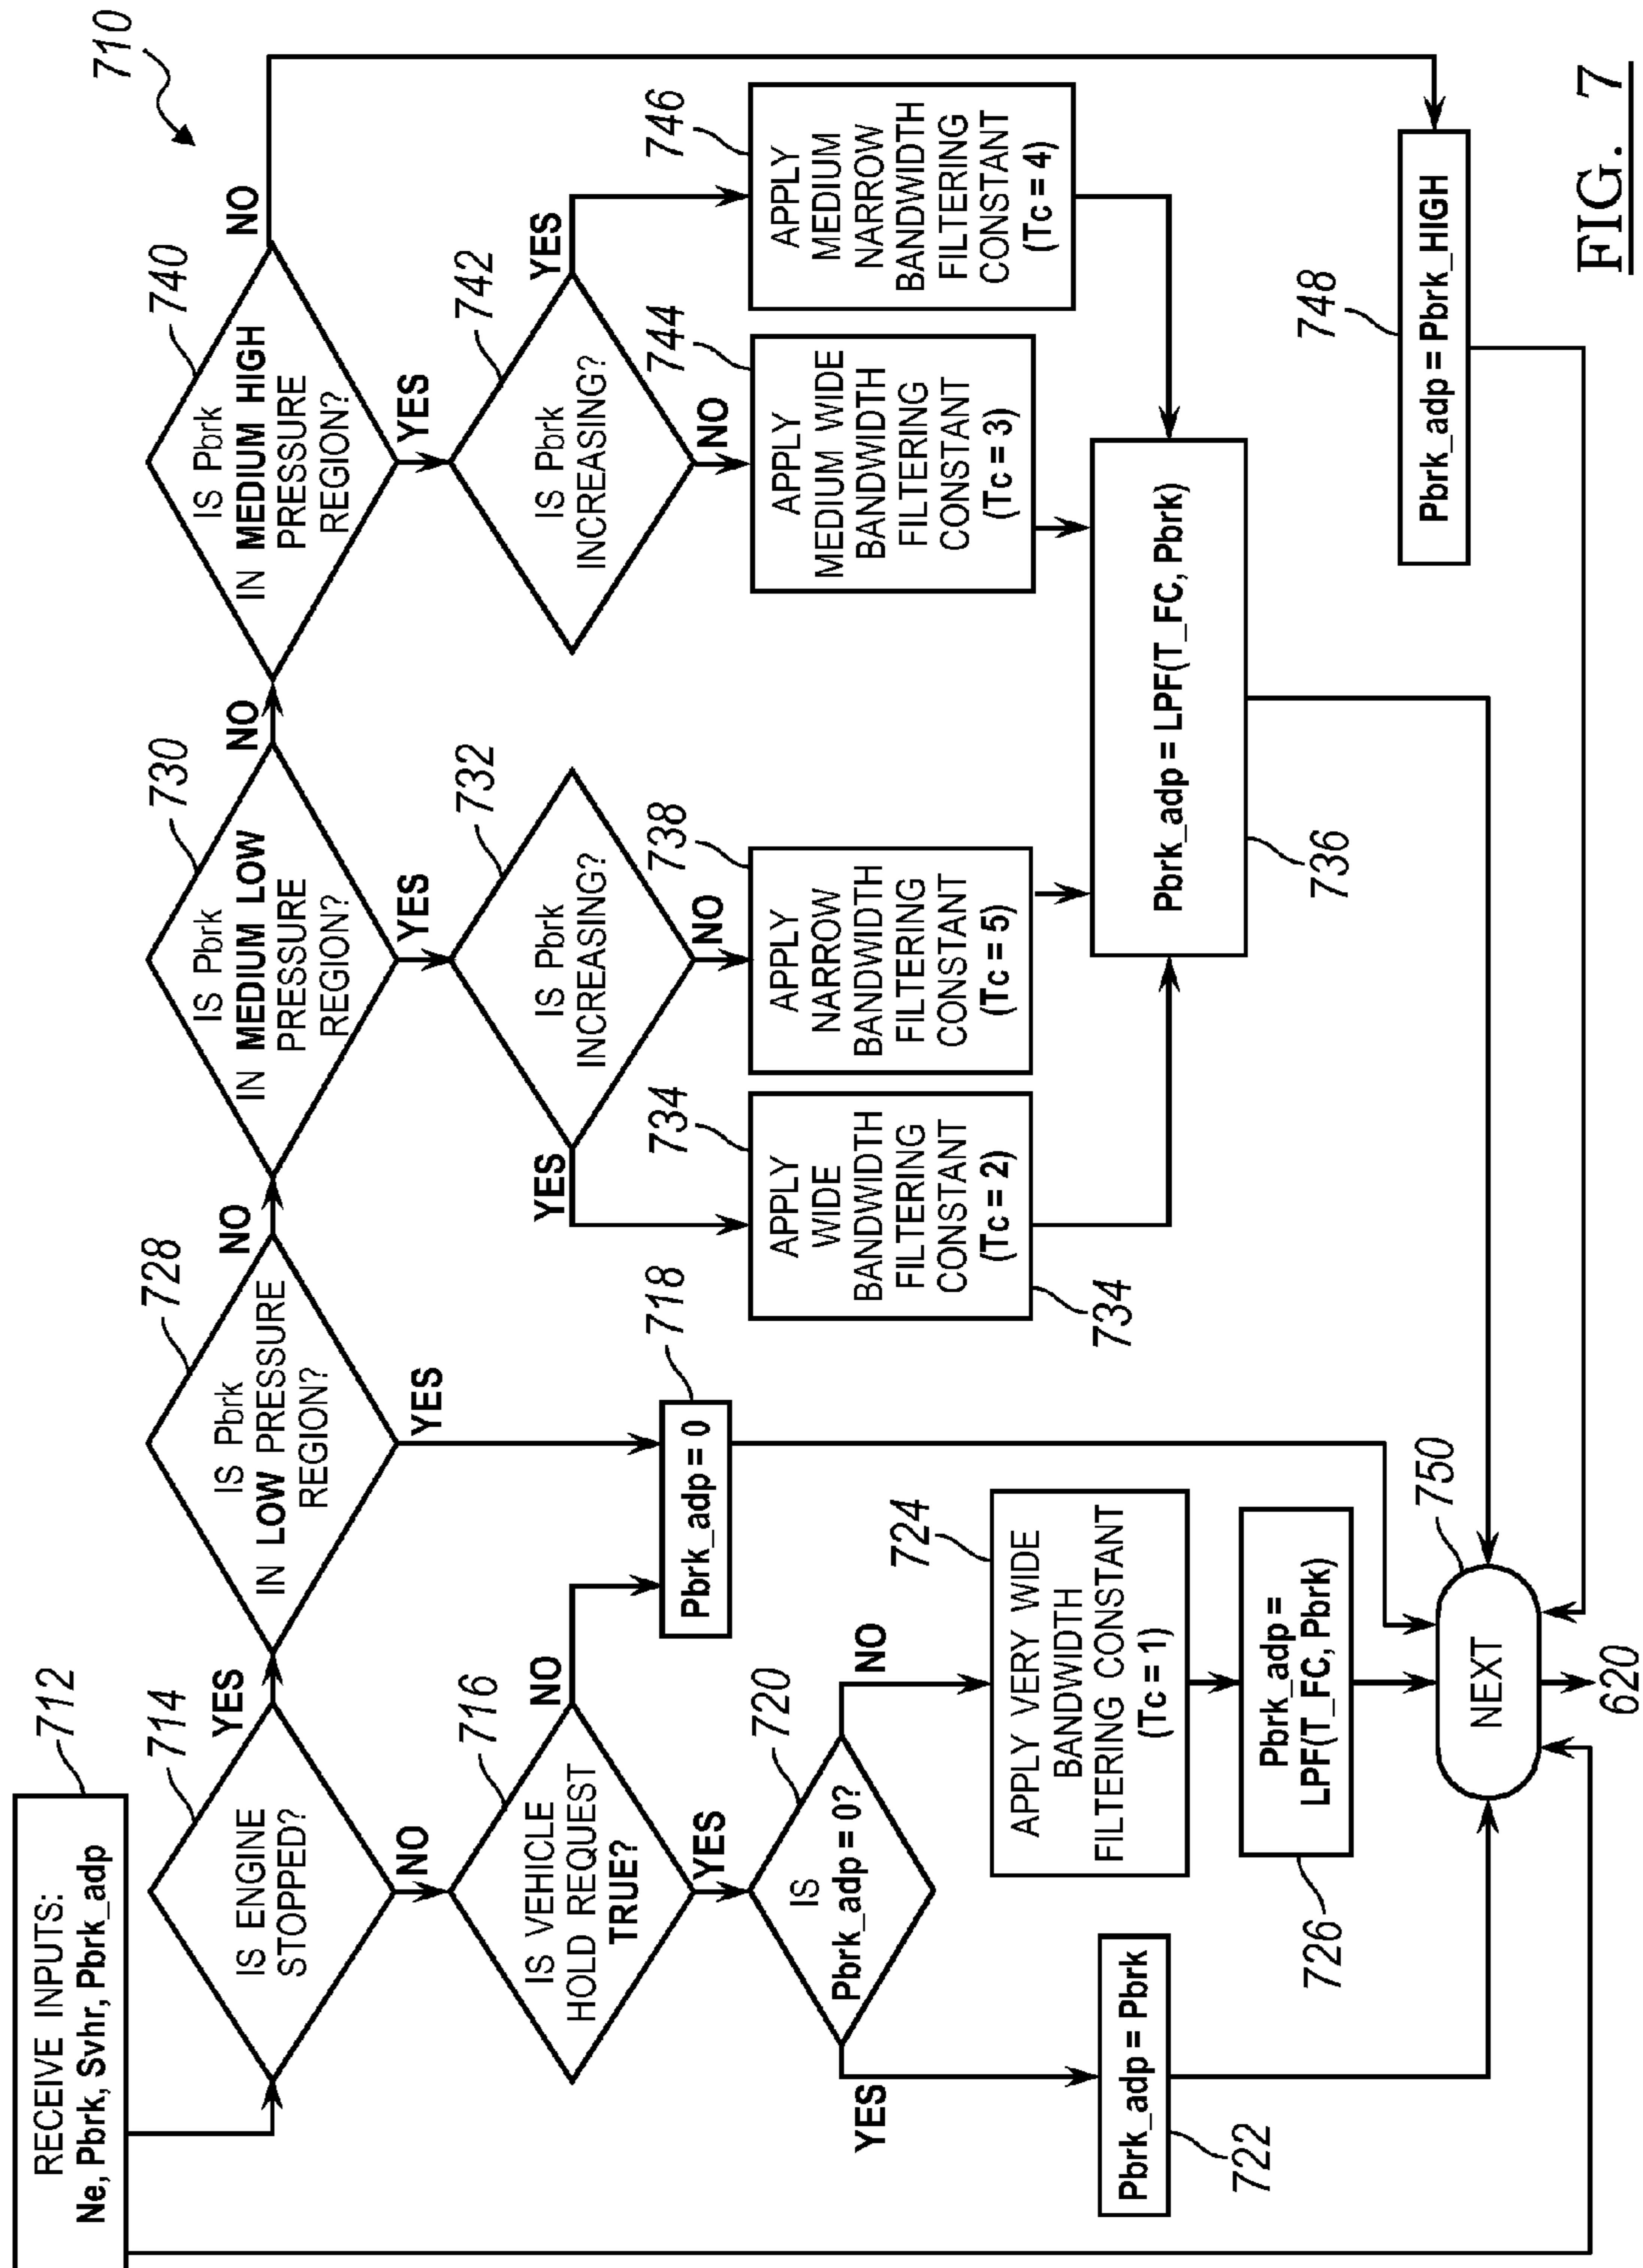 710
712
RECEIVE INPUTS:
Ne, Pbrk, Svhr, Pbrk_adp
714
IS ENGINE
STOPPED?
YES
NO
728
IS Pbrk
IN LOW PRESSURE
REGION?
NO
YES
730
IS Pbrk
IN MEDIUM LOW
PRESSURE
REGION?
NO
YES
740
IS Pbrk
IN MEDIUM HIGH
PRESSURE
REGION?
NO
YES
716
IS VEHICLE
HOLD REQUEST
TRUE?
NO
YES
732
IS Pbrk
INCREASING?
YES
NO
742
IS Pbrk
INCREASING?
YES
NO
718
Pbrk_adp = 0
720
IS
Pbrk_adp = 0?
YES
NO
734
APPLY
WIDE
BANDWIDTH
FILTERING
CONSTANT
(Tc = 2)
734
738
APPLY
NARROW
BANDWIDTH
FILTERING
CONSTANT
(Tc = 5)
744
APPLY
MEDIUM WIDE
BANDWIDTH
FILTERING
CONSTANT
(Tc = 3)
746
APPLY
MEDIUM
NARROW
BANDWIDTH
FILTERING
CONSTANT
(Tc = 4)
724
APPLY VERY WIDE
BANDWIDTH
FILTERING CONSTANT
(Tc = 1)
Pbrk_adp = LPF(T_FC, Pbrk)
736
Pbrk_adp = Pbrk
722
Pbrk_adp =
LPF(T_FC, Pbrk)
726
748
Pbrk_adp = Pbrk_HIGH
750
NEXT
620
FIG. 7